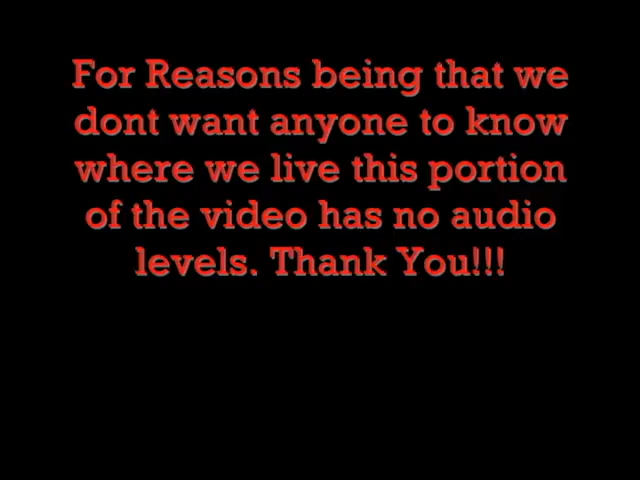 For Reasons being that we
dont want anyone to know
where we live this portion
of the video has no audio
levels. Thank You!!!